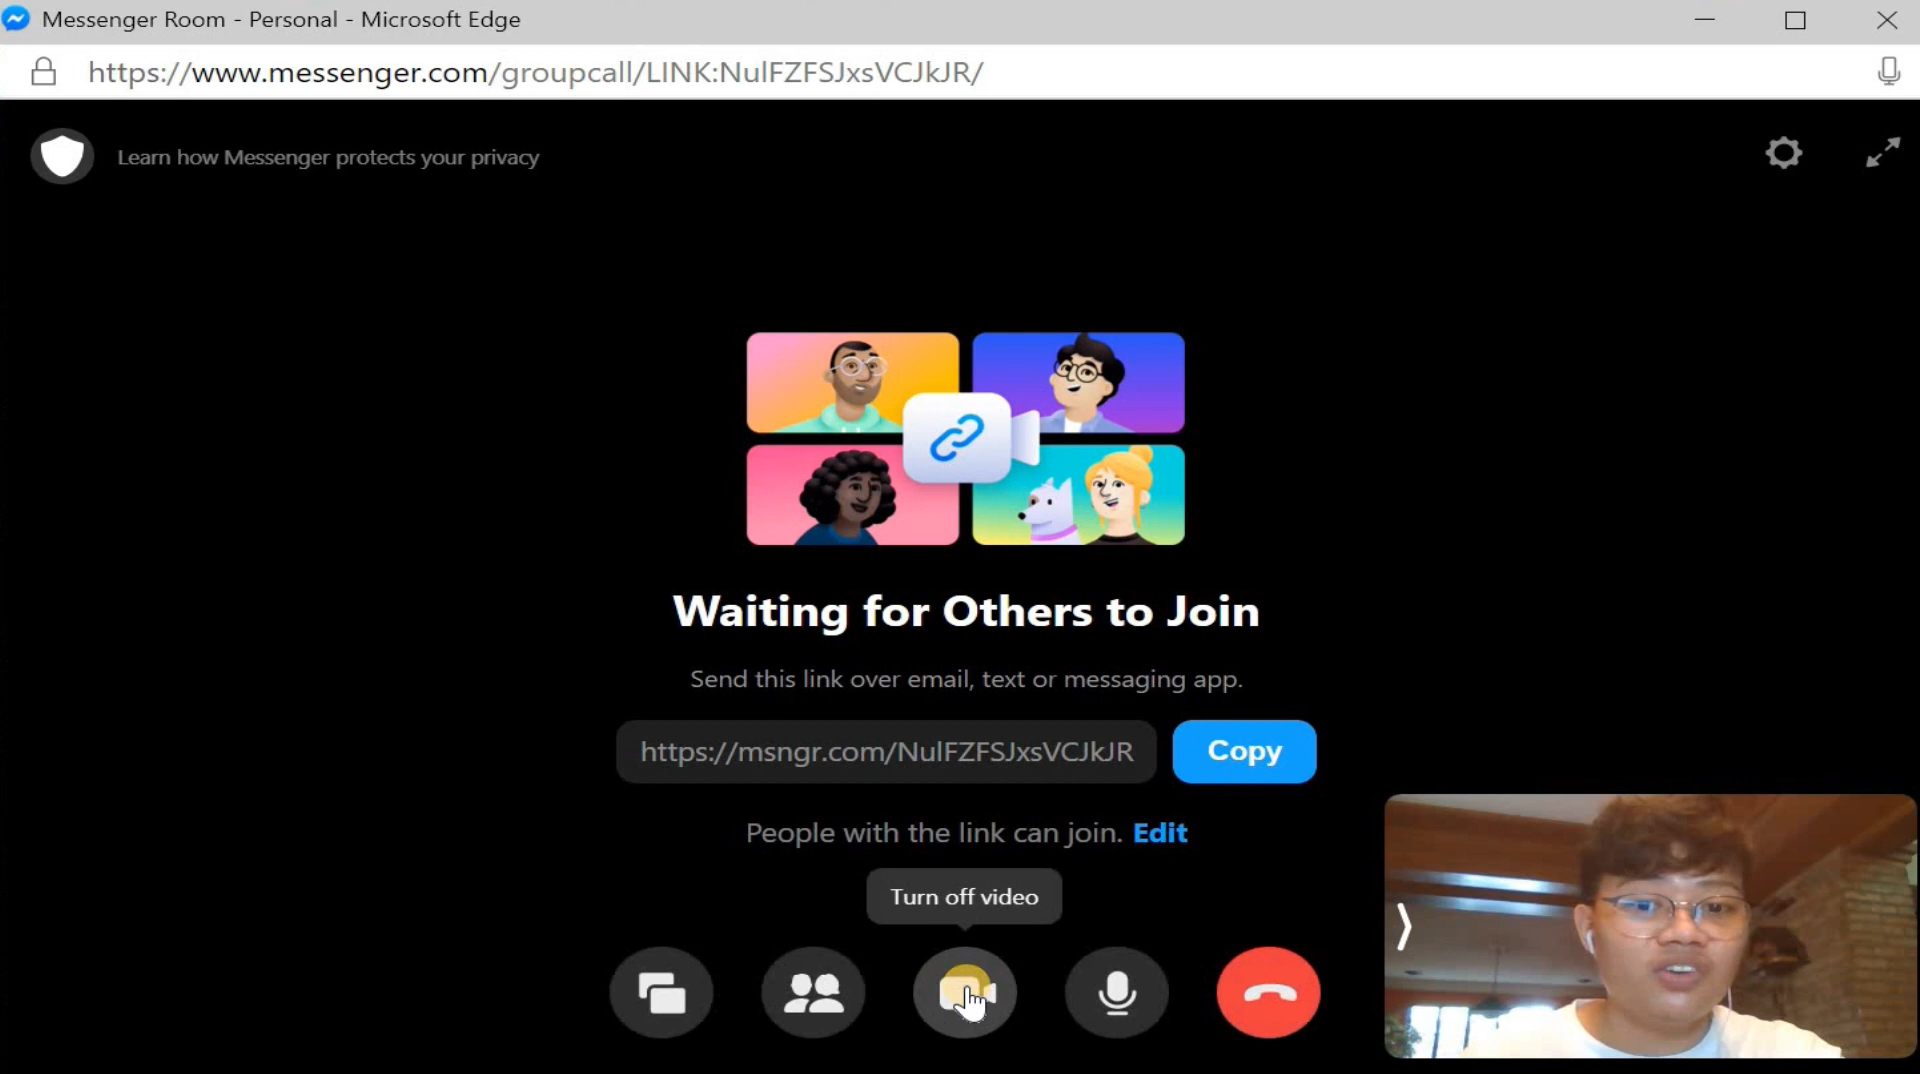 Messenger Room - Personal - Microsoft Edge
https://www.messenger.com/groupcall/LINK:NulFZFSJxsVCJkJR/
Learn how Messenger protects your privacy
Waiting for Others to Join
Send this link over email, text or messaging app.
https://msngr.com/NulFZFSJxsVCJkJR Copy
People with the link can join. Edit
Turn off video